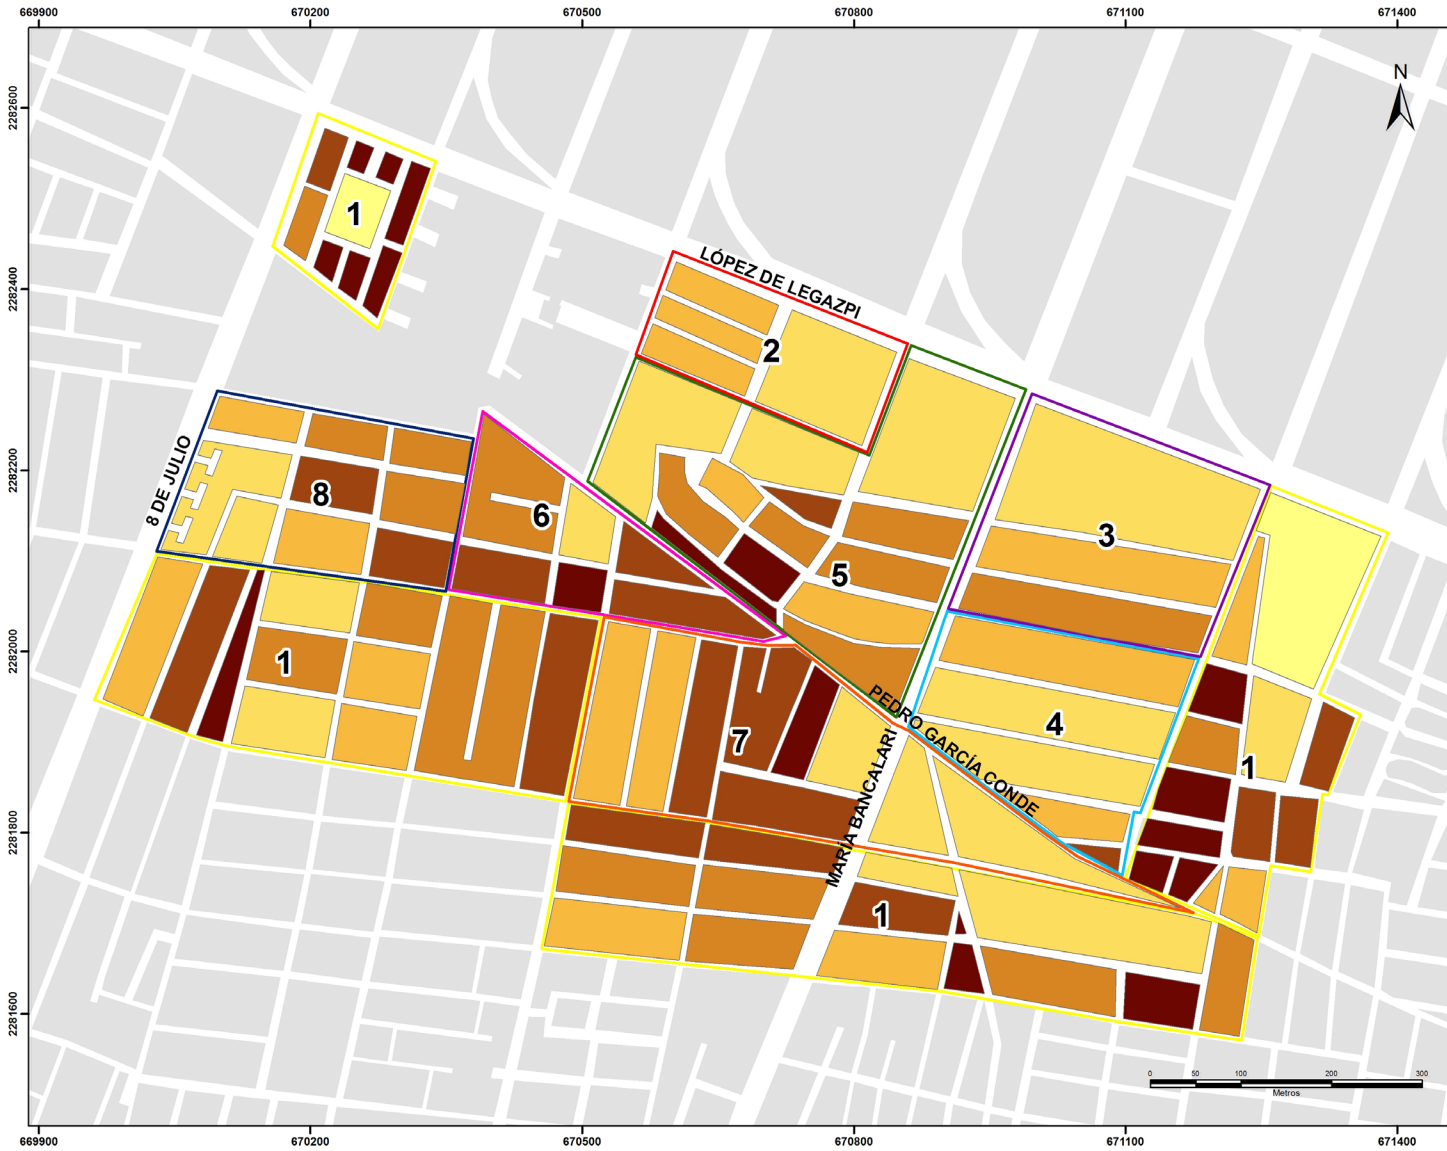 669900 670200 670500 670800 671100 671400
2282600
2282400
2282200
2282000
2281800
2281600
N
1
LÓPEZ DE LEGAZPI
2
8 DE JULIO
8
6
3
5
1
PEDRO GARCÍA CONDE
4
7
1
MARÍA BANCALARI
1
0 50 100 200 300
Metros
669900 670200 670500 670800 671100 671400